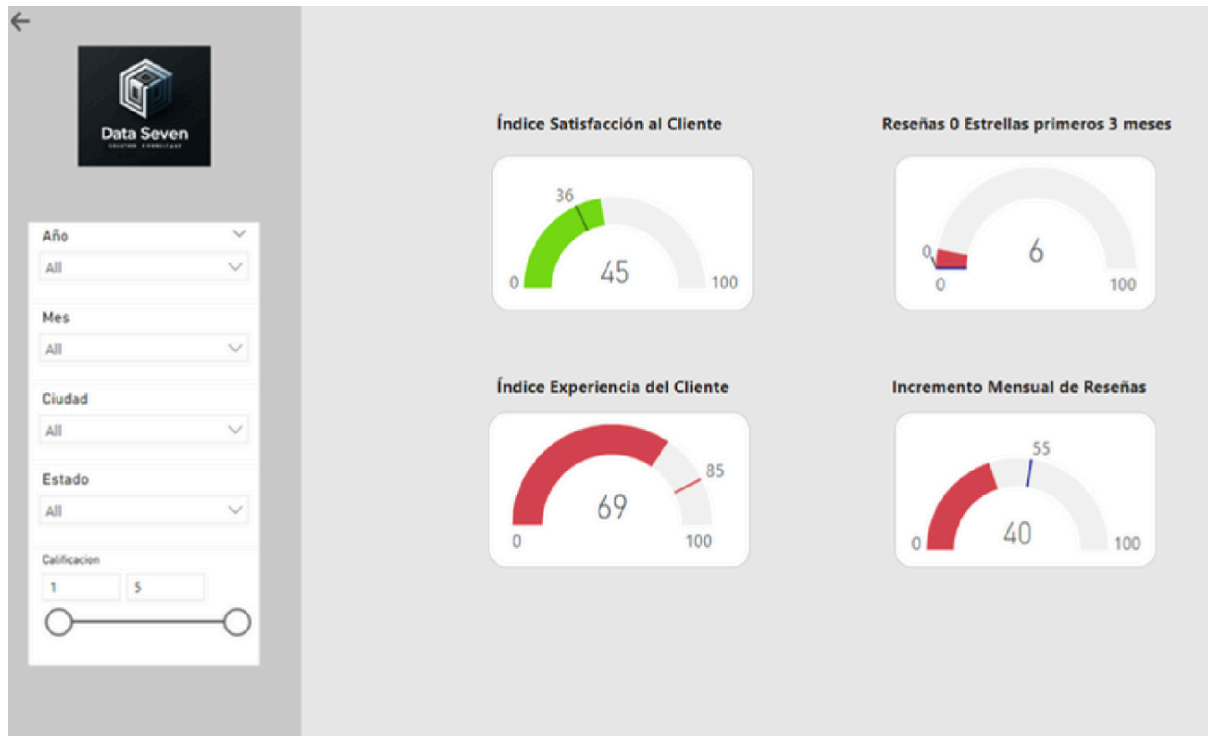 Data Seven
Año
All
Mes
All
Ciudad
All
Estado
All
Calificacion
1 5
Índice Satisfacción al Cliente
36
45
0 100
Reseñas 0 Estrellas primeros 3 meses
0
6
0 100
Índice Experiencia del Cliente
85
69
0 100
Incremento Mensual de Reseñas
55
40
0 100